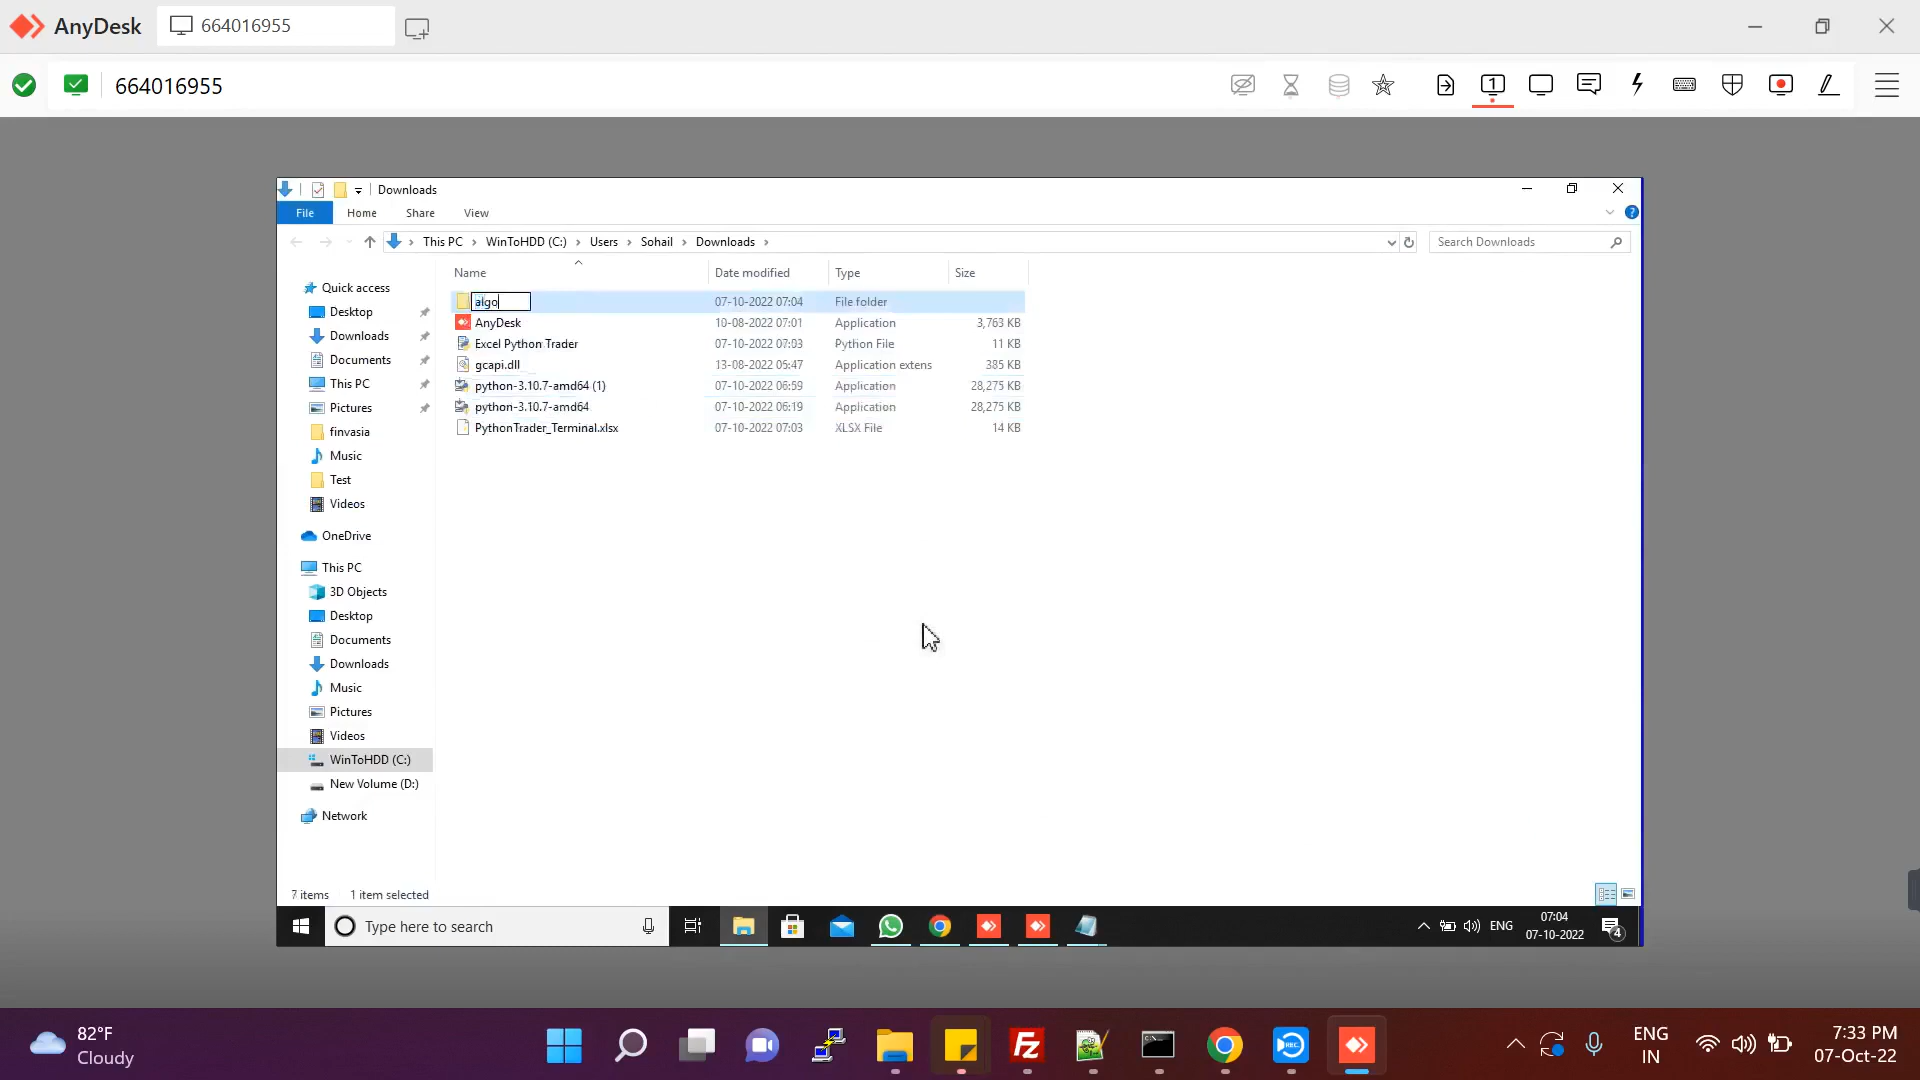 AnyDesk
664016955
664016955
1
Downloads
File Home Share View
This PC › WinToHDD (C:) › Users › Sohail › Downloads ›
Search Downloads
Name Date modified Type Size
algo 07-10-2022 07:04 File folder
AnyDesk 10-08-2022 07:01 Application 3,763 KB
Excel Python Trader 07-10-2022 07:03 Python File 11 KB
gcapi.dll 13-08-2022 05:47 Application extens 385 KB
python-3.10.7-amd64 (1) 07-10-2022 06:59 Application 28,275 KB
python-3.10.7-amd64 07-10-2022 06:19 Application 28,275 KB
PythonTrader_Terminal.xlsx 07-10-2022 07:03 XLSX File 14 KB
Quick access
Desktop
Downloads
Documents
This PC
Pictures
finvasia
Music
Test
Videos
OneDrive
This PC
3D Objects
Desktop
Documents
Downloads
Music
Pictures
Videos
WinToHDD (C:)
New Volume (D:)
Network
7 items 1 item selected
Type here to search
ENG
07:04
07-10-2022
4
82°F
Cloudy
REC
ENG
IN
7:33 PM
07-Oct-22